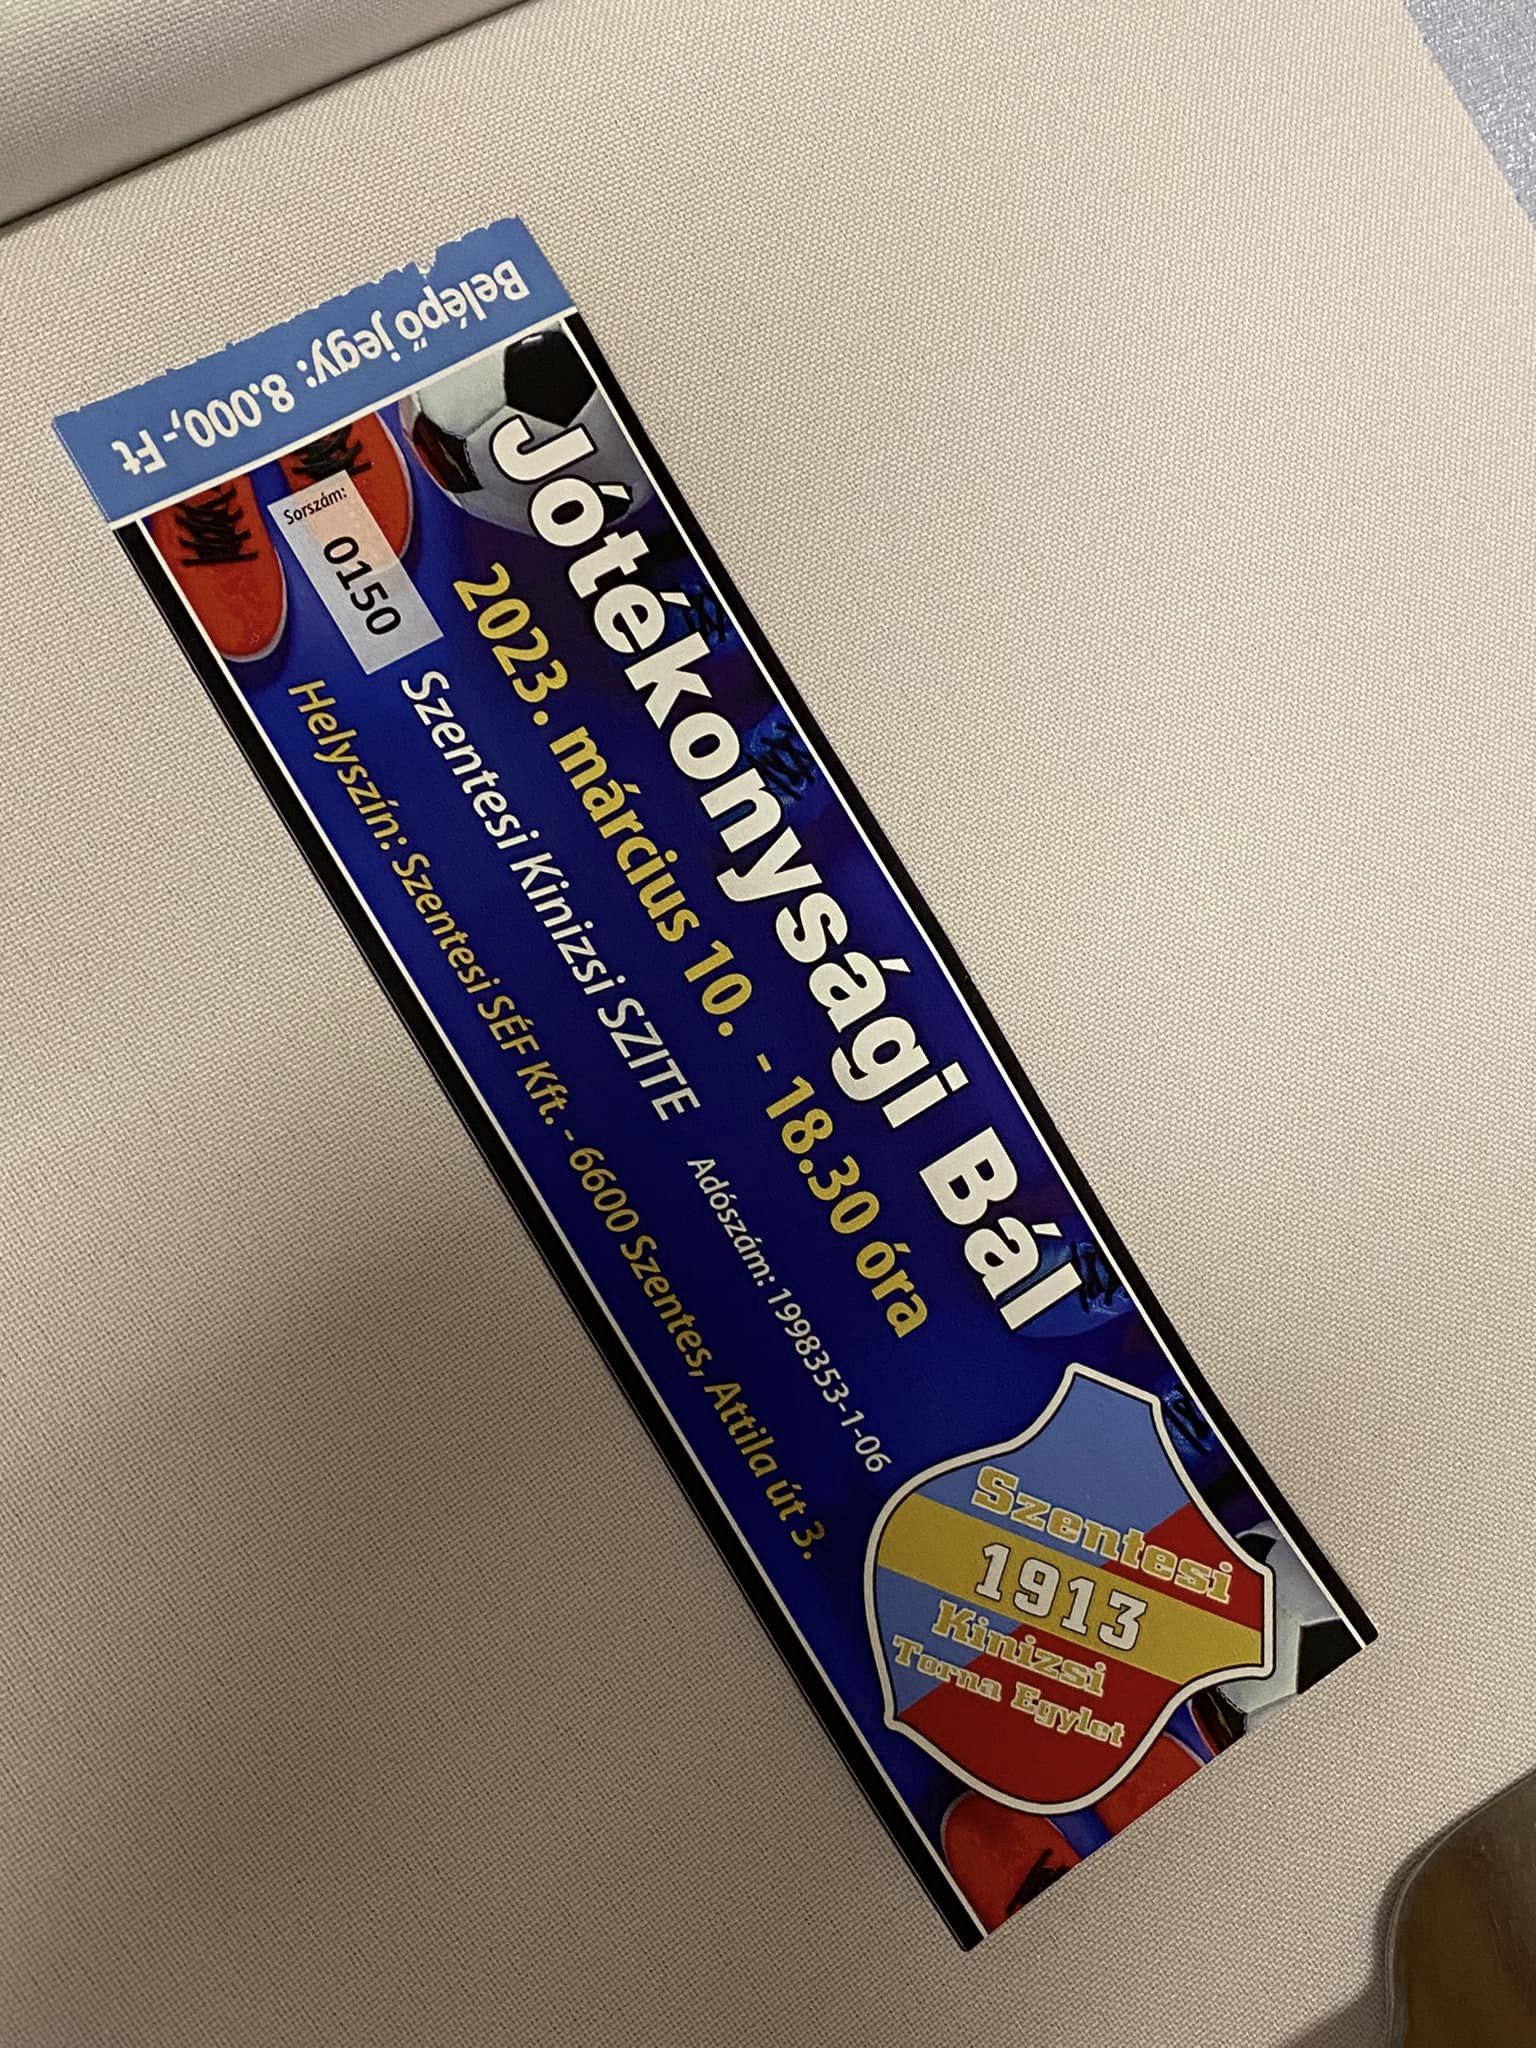 Belépő jegy: 8.000,- Ft
Jótékonysági Bál
2023. március 10. - 18.30 óra
Sorszám:
0150
Szentesi Kinizsi SZITE
Adószám: 1998353-1-06
Helyszín: Szentesi SÉF Kft. - 6600 Szentes, Attila út 3.
Szentesi
1913
Kinizsi
Torna Egylet